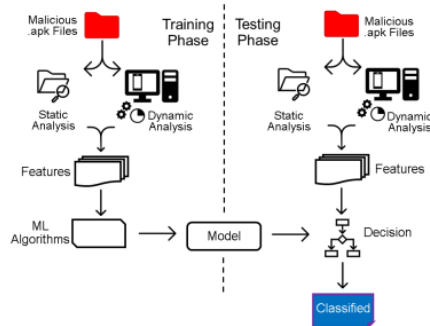 Malicious
.apk Files
Training
Phase
Testing
Phase
Malicious
.apk Files
Static
Analysis
Dynamic
Analysis
Static
Analysis
Dynamic
Analysis
Features
Features
ML
Algorithms
Model
Decision
Classified